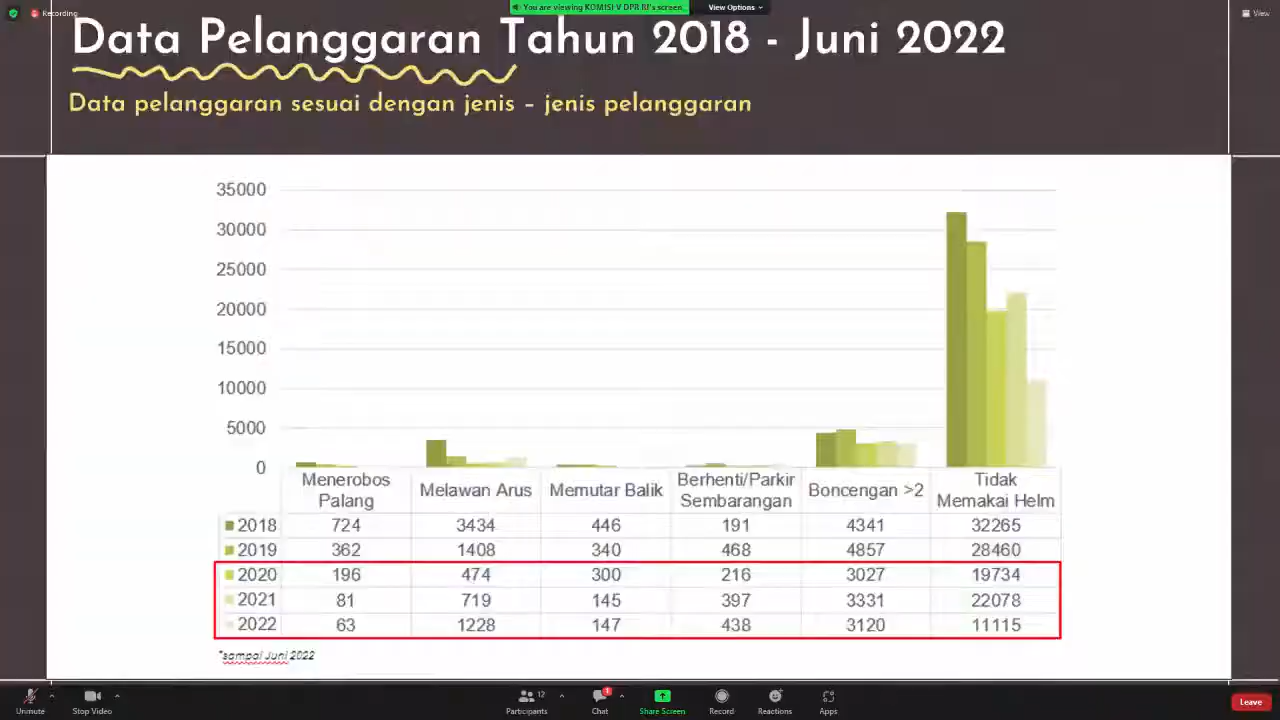 Recording
You are viewing KOMISI V DPR RI's screen
View Options
View
Data Pelanggaran Tahun 2018 - Juni 2022
Data pelanggaran sesuai dengan jenis – jenis pelanggaran
35000
30000
25000
20000
15000
10000
5000
0
Menerobos Palang Melawan Arus Memutar Balik Berhenti/Parkir Sembarangan Boncengan >2 Tidak Memakai Helm
2018 724 3434 446 191 4341 32265
2019 362 1408 340 468 4857 28460
2020 196 474 300 216 3027 19734
2021 81 719 145 397 3331 22078
2022 63 1228 147 438 3120 11115
*sampai Juni 2022
Unmute Stop Video Participants 12 Chat 1 Share Screen Record Reactions Apps Leave